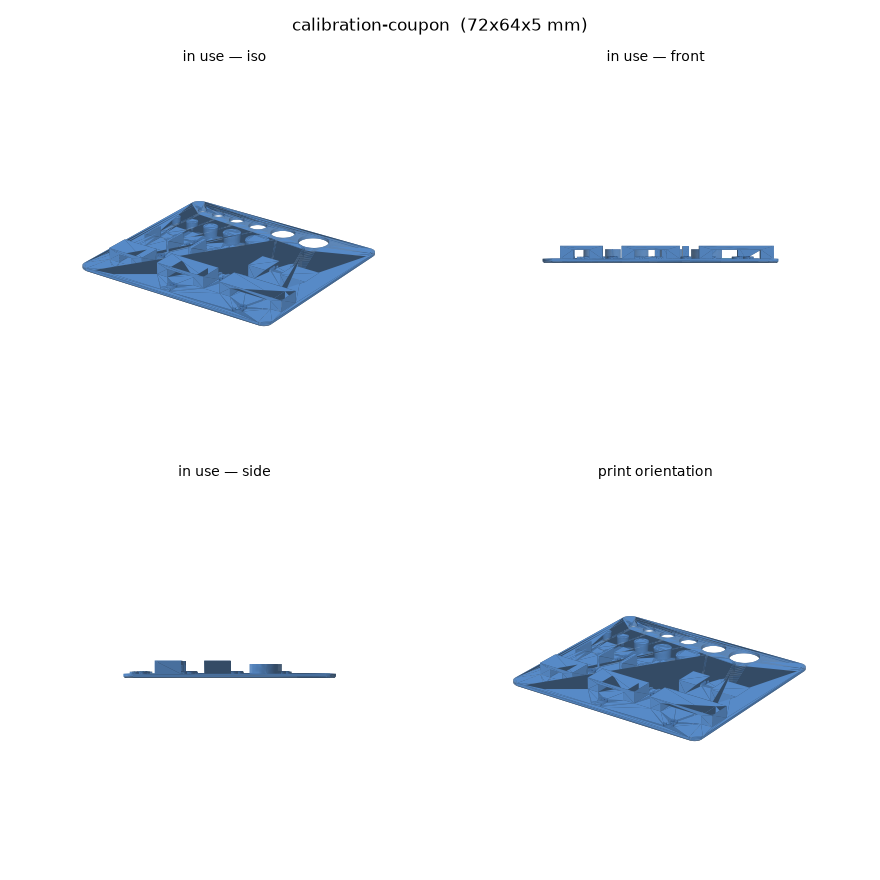 calibration-coupon  (72x64x5 mm)
in use — iso
in use — front
in use — side
print orientation